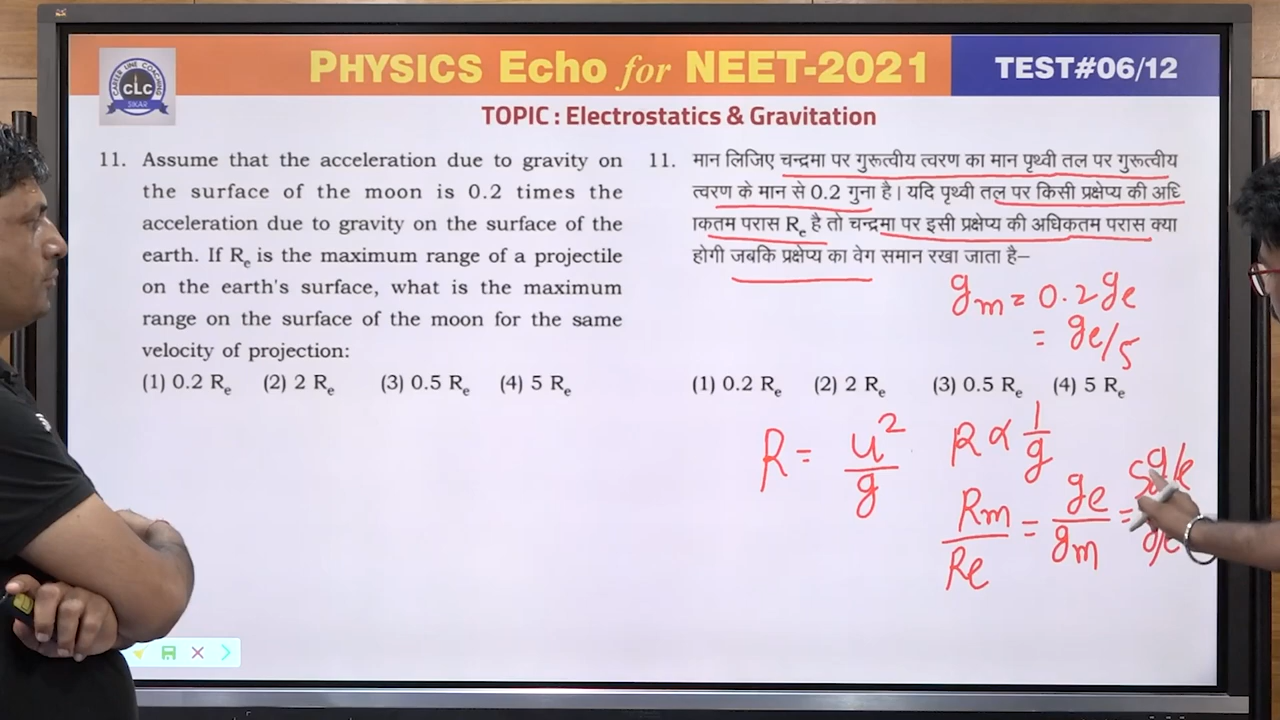 CAREER LINE COACHING
CLC
SIKAR
PHYSICS Echo for NEET-2021
TEST#06/12
TOPIC : Electrostatics & Gravitation
11. Assume that the acceleration due to gravity on
the surface of the moon is 0.2 times the
acceleration due to gravity on the surface of the
earth. If Re is the maximum range of a projectile
on the earth's surface, what is the maximum
range on the surface of the moon for the same
velocity of projection:
(1) 0.2 Re (2) 2 Re (3) 0.5 Re (4) 5 Re
11. मान लिजिए चन्द्रमा पर गुरूत्वीय त्वरण का मान पृथ्वी तल पर गुरूत्वीय
त्वरण के मान से 0.2 गुना है। यदि पृथ्वी तल पर किसी प्रक्षेप्य की अधि
कतम परास Re है तो चन्द्रमा पर इसी प्रक्षेप्य की अधिकतम परास क्या
होगी जबकि प्रक्षेप्य का वेग समान रखा जाता है–
gm = 0.2ge
= ge/5
(1) 0.2 Re (2) 2 Re (3) 0.5 Re (4) 5 Re
R = u²/g
R ∝ 1/g
Rm/Re = ge/gm =